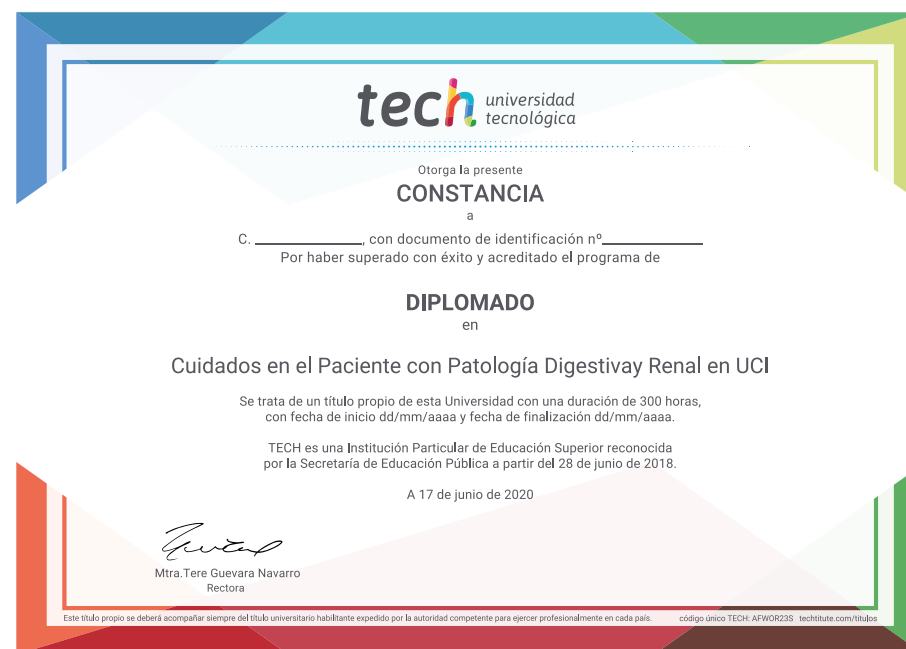 tech universidad
tecnológica
Otorga la presente
CONSTANCIA
a
C. ____________, con documento de identificación nº____________
Por haber superado con éxito y acreditado el programa de
DIPLOMADO
en
Cuidados en el Paciente con Patología Digestivay Renal en UCI
Se trata de un título propio de esta Universidad con una duración de 300 horas,
con fecha de inicio dd/mm/aaaa y fecha de finalización dd/mm/aaaa.
TECH es una Institución Particular de Educación Superior reconocida
por la Secretaría de Educación Pública a partir del 28 de junio de 2018.
A 17 de junio de 2020
Mtra.Tere Guevara Navarro
Rectora
Este título propio se deberá acompañar siempre del título universitario habilitante expedido por la autoridad competente para ejercer profesionalmente en cada país. código único TECH: AFWOR23S techtitute.com/titulos